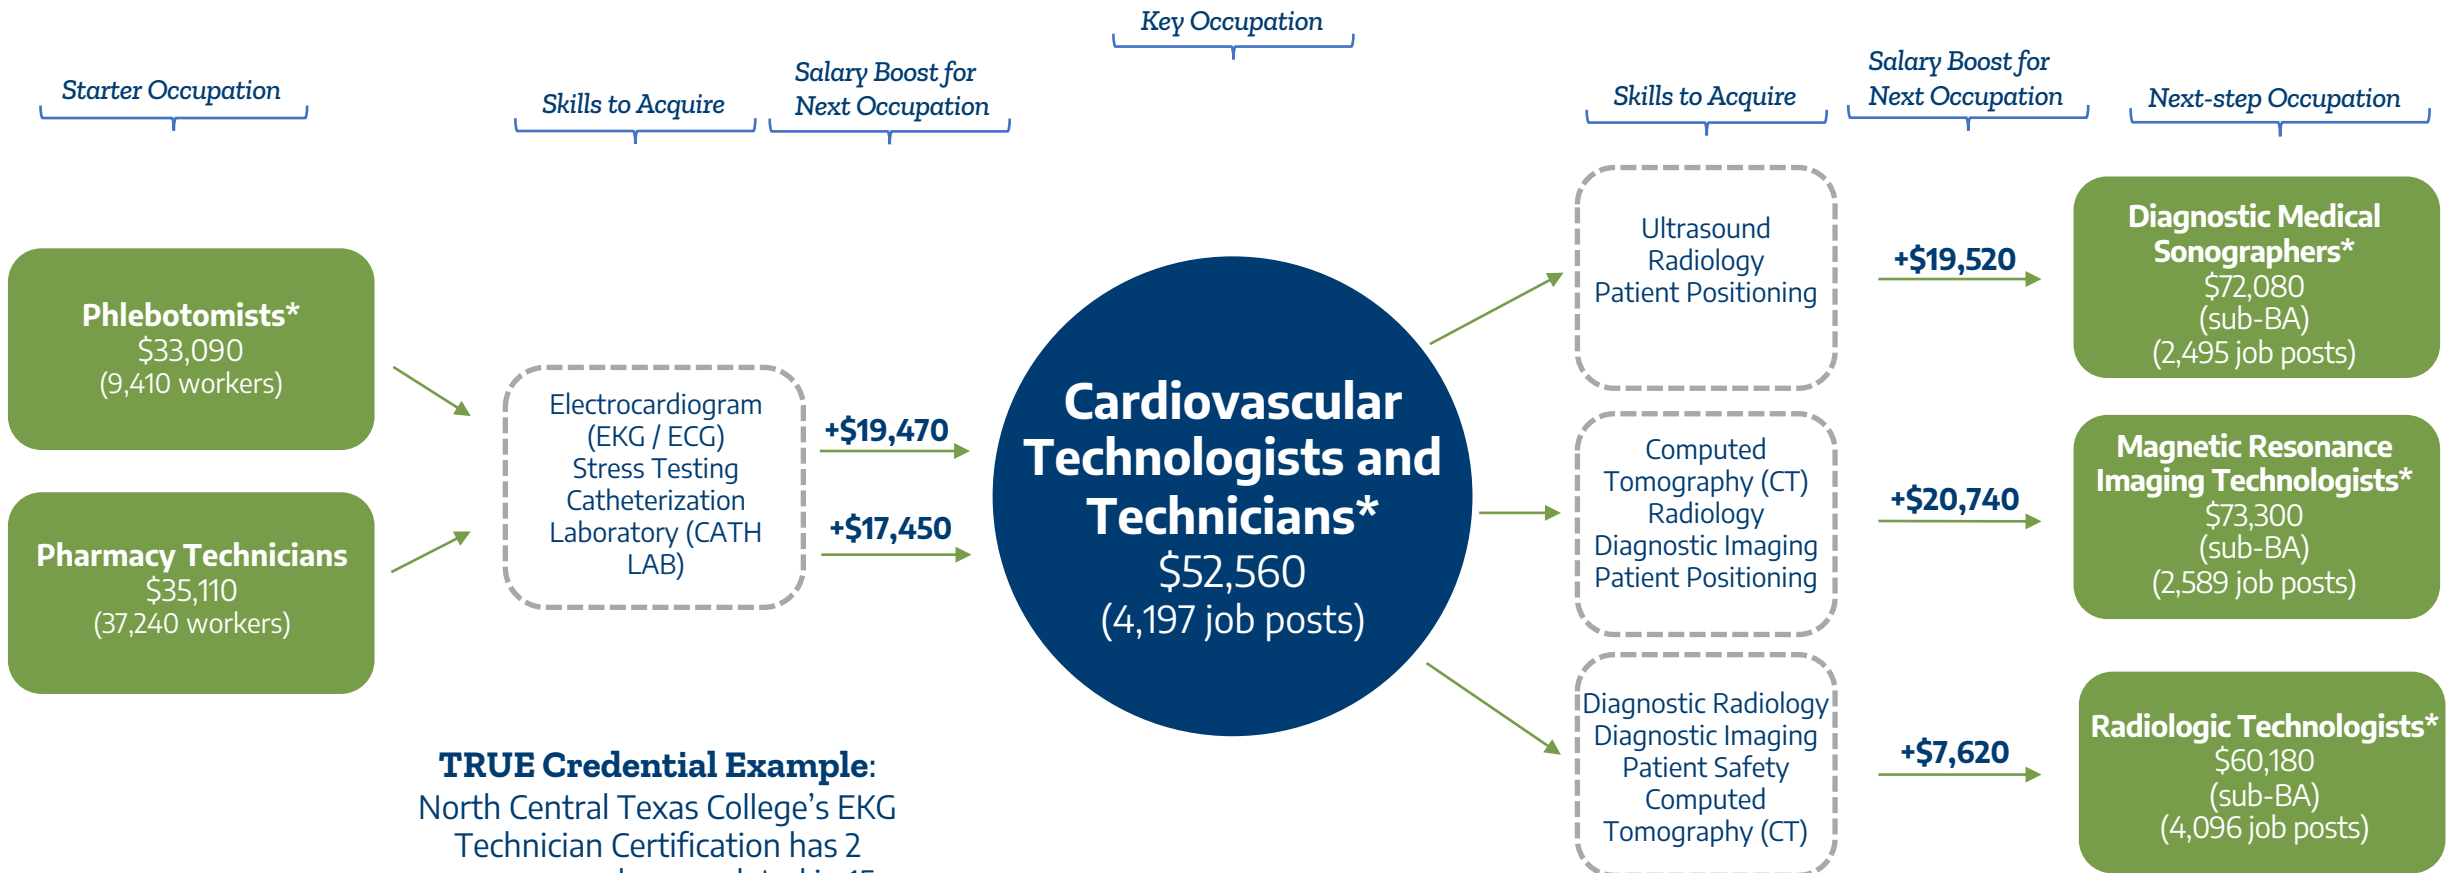 Key Occupation
Starter Occupation
Skills to Acquire
Salary Boost for
Next Occupation
Skills to Acquire
Salary Boost for
Next Occupation
Next-step Occupation
Phlebotomists*
$33,090
(9,410 workers)
Pharmacy Technicians
$35,110
(37,240 workers)
Electrocardiogram
(EKG / ECG)
Stress Testing
Catheterization
Laboratory (CATH
LAB)
+$19,470
+$17,450
Cardiovascular
Technologists and
Technicians*
$52,560
(4,197 job posts)
Ultrasound
Radiology
Patient Positioning
+$19,520
Diagnostic Medical
Sonographers*
$72,080
(sub-BA)
(2,495 job posts)
Computed
Tomography (CT)
Radiology
Diagnostic Imaging
Patient Positioning
+$20,740
Magnetic Resonance
Imaging Technologists*
$73,300
(sub-BA)
(2,589 job posts)
Diagnostic Radiology
Diagnostic Imaging
Patient Safety
Computed
Tomography (CT)
+$7,620
Radiologic Technologists*
$60,180
(sub-BA)
(4,096 job posts)
TRUE Credential Example:
North Central Texas College's EKG
Technician Certification has 2